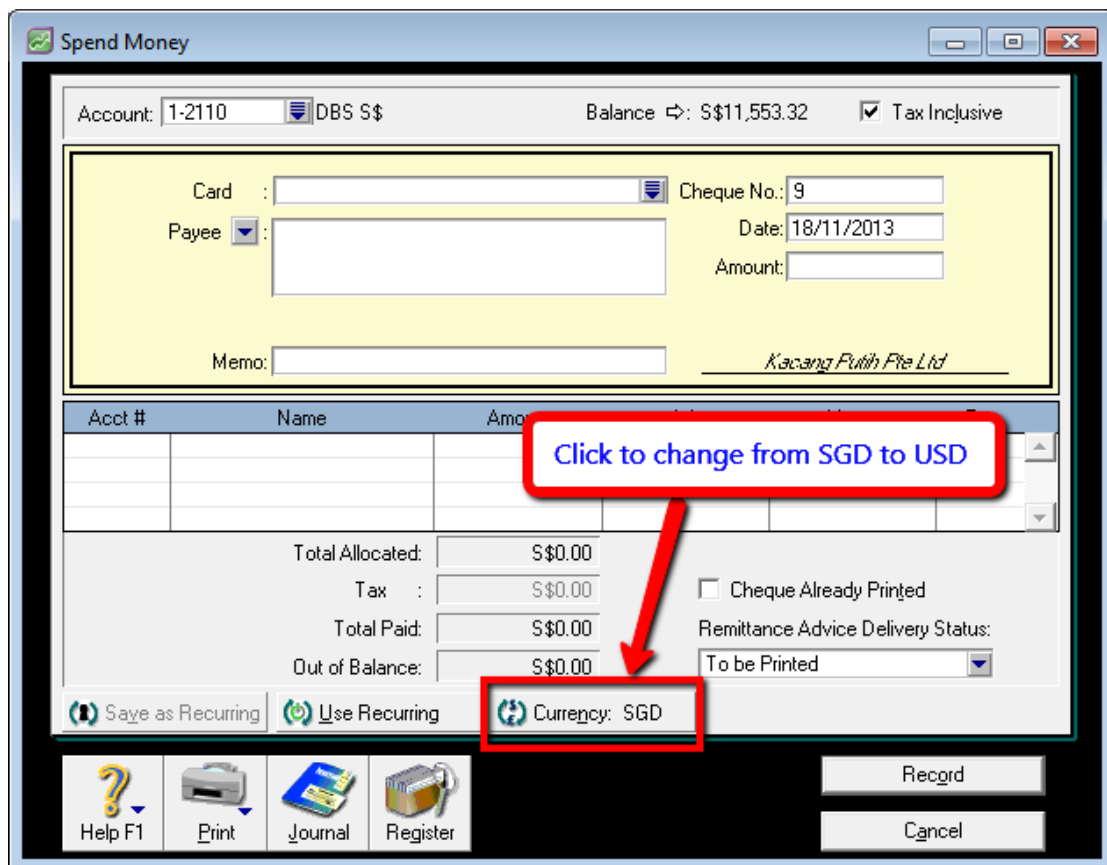 Spend Money
Account: 1-2110 DBS S$ Balance ➪: S$11,553.32 Tax Inclusive
Card : Cheque No.: 9
Payee : Date: 18/11/2013
Amount:
Memo: Kacang Putih Pte Ltd
Acct # Name
Click to change from SGD to USD
Total Allocated: S$0.00
Tax : S$0.00 Cheque Already Printed
Total Paid: S$0.00 Remittance Advice Delivery Status:
Out of Balance: S$0.00 To be Printed
Save as Recurring Use Recurring Currency: SGD
Help F1 Print Journal Register Record
Cancel